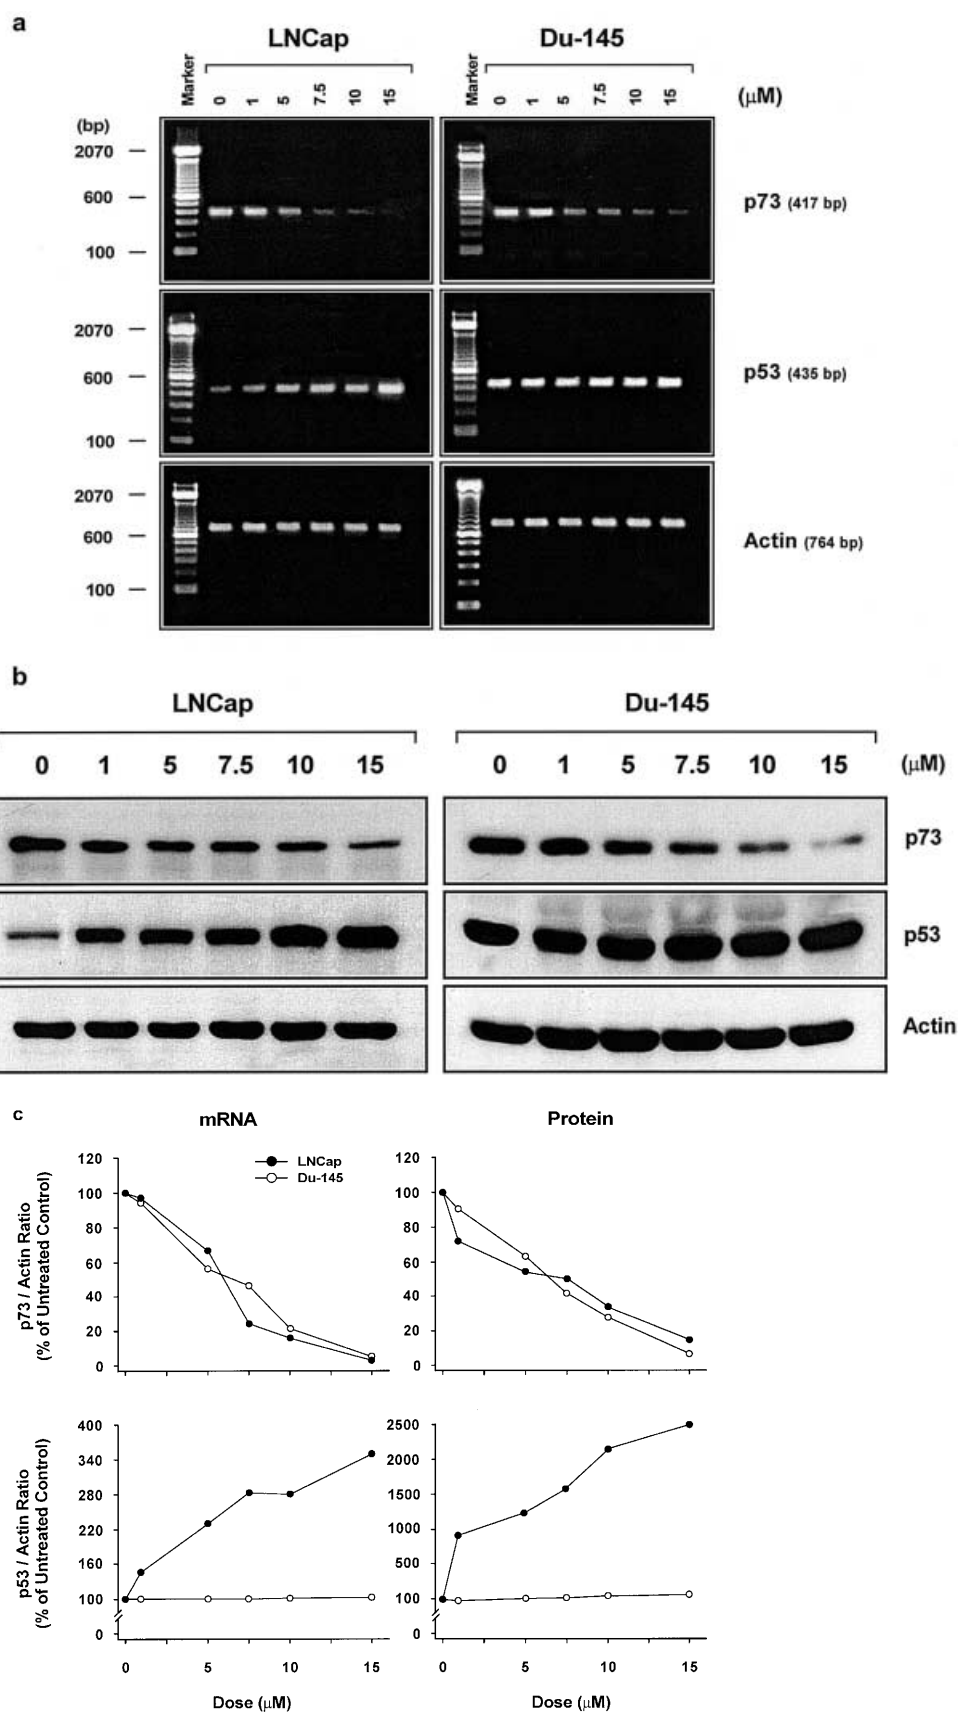 a
LNCap Du-145
Marker 0 1 5 7.5 10 15 Marker 0 1 5 7.5 10 15 (μM)
(bp)
2070
600
100
p73 (417 bp)
2070
600
100
p53 (435 bp)
2070
600
100
Actin (764 bp)
b
LNCap Du-145
0 1 5 7.5 10 15 0 1 5 7.5 10 15 (μM)
p73
p53
Actin
c
mRNA Protein
LNCap
Du-145
p73 / Actin Ratio
(% of Untreated Control)
120
100
80
60
40
20
0
120
100
80
60
40
20
0
p53 / Actin Ratio
(% of Untreated Control)
400
340
280
220
160
100
0
2500
2000
1500
1000
500
100
0
0 5 10 15 0 5 10 15
Dose (μM) Dose (μM)